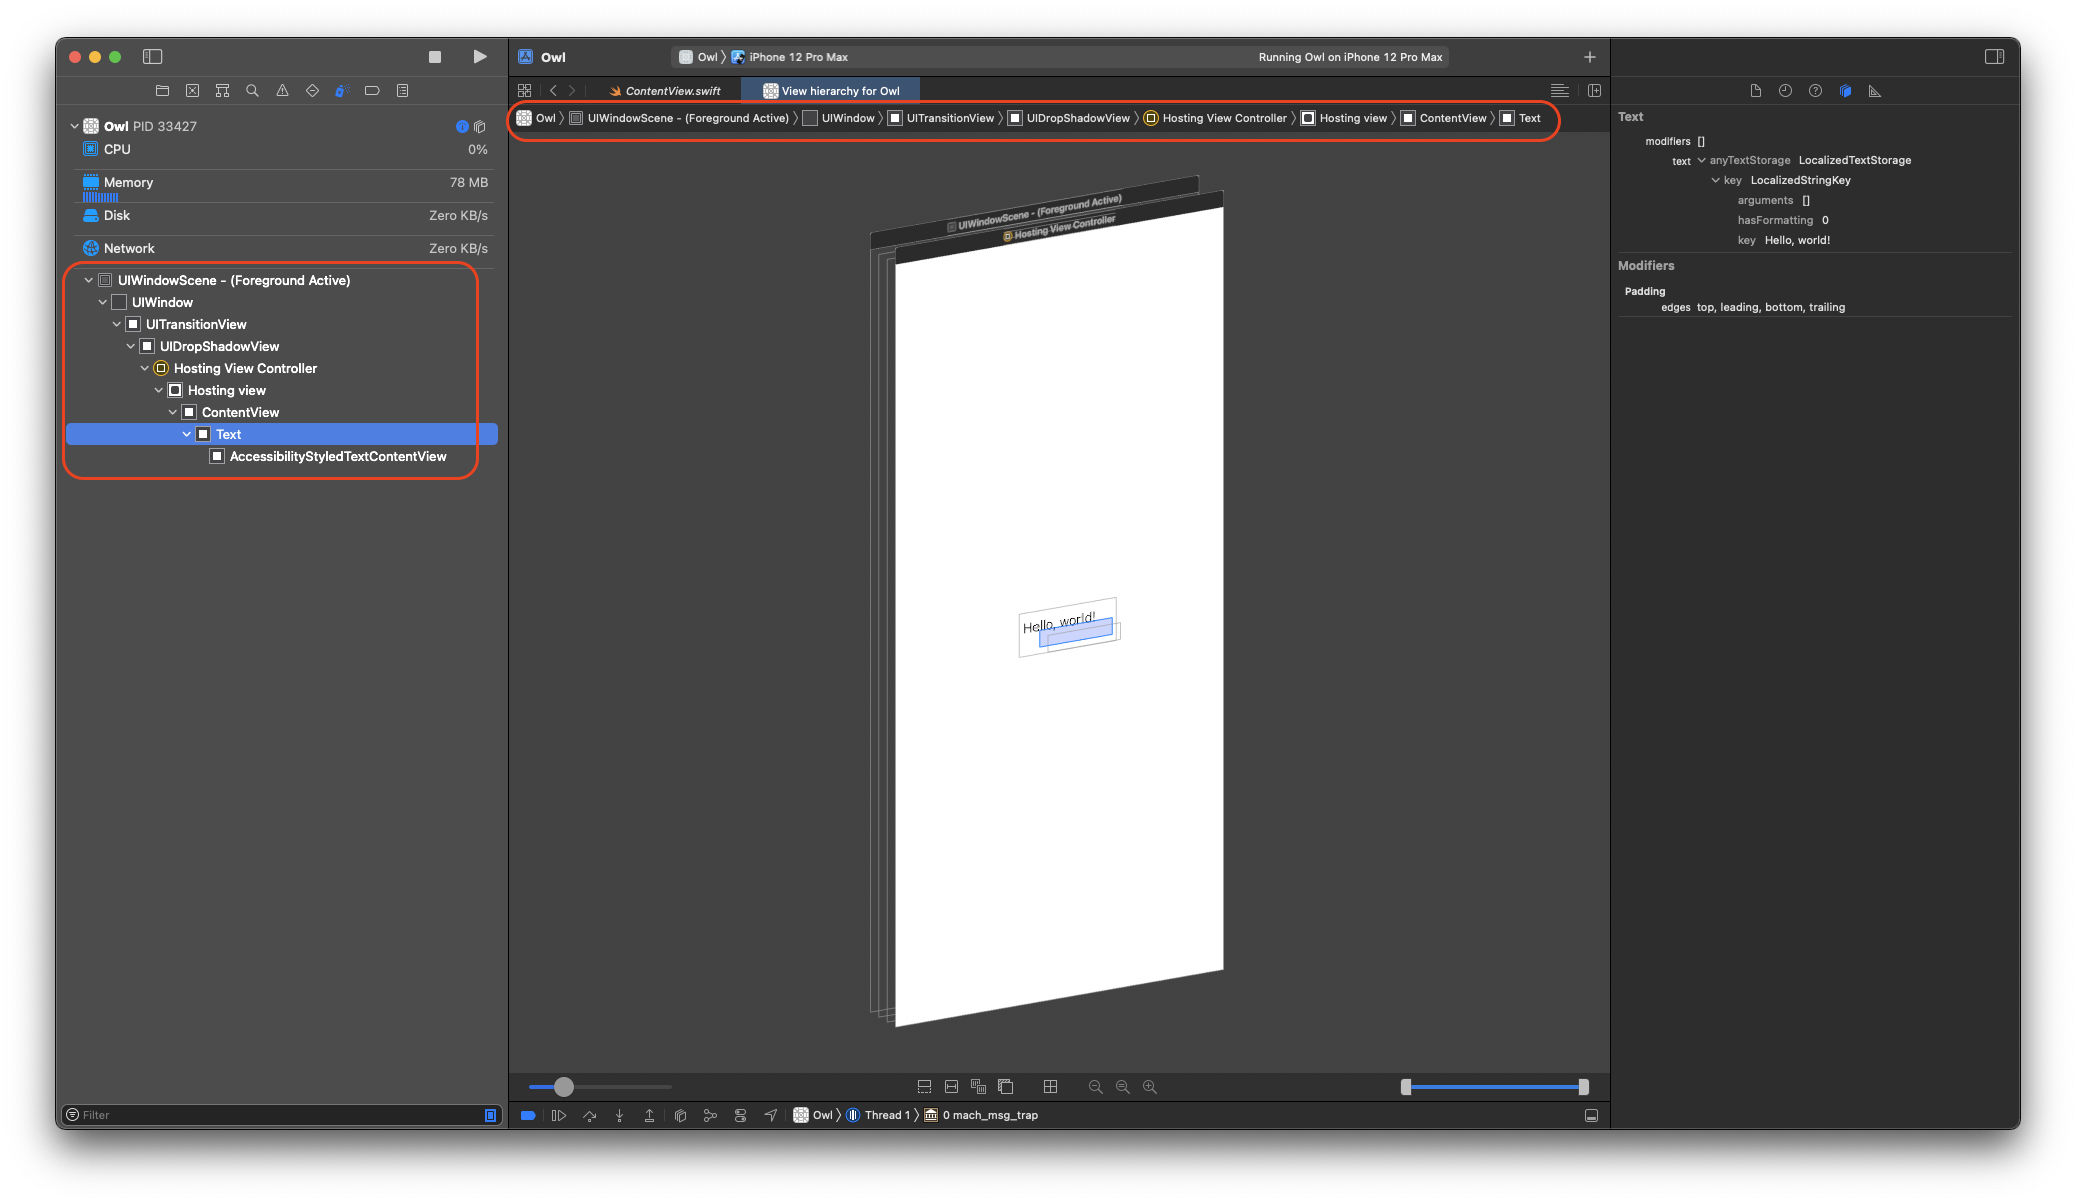 Owl
Owl
iPhone 12 Pro Max
Running Owl on iPhone 12 Pro Max
ContentView.swift
View hierarchy for Owl
Owl
UIWindowScene - (Foreground Active)
UIWindow
UITransitionView
UIDropShadowView
Hosting View Controller
Hosting view
ContentView
Text
Owl PID 33427
CPU 0%
Memory 78 MB
Disk Zero KB/s
Network Zero KB/s
UIWindowScene - (Foreground Active)
UIWindow
UITransitionView
UIDropShadowView
Hosting View Controller
Hosting view
ContentView
Text
AccessibilityStyledTextContentView
Filter
UIWindowScene - (Foreground Active)
Hosting View Controller
Hello, world!
Owl
Thread 1
0 mach_msg_trap
Text
modifiers []
text anyTextStorage LocalizedTextStorage
key LocalizedStringKey
arguments []
hasFormatting 0
key Hello, world!
Modifiers
Padding
edges top, leading, bottom, trailing